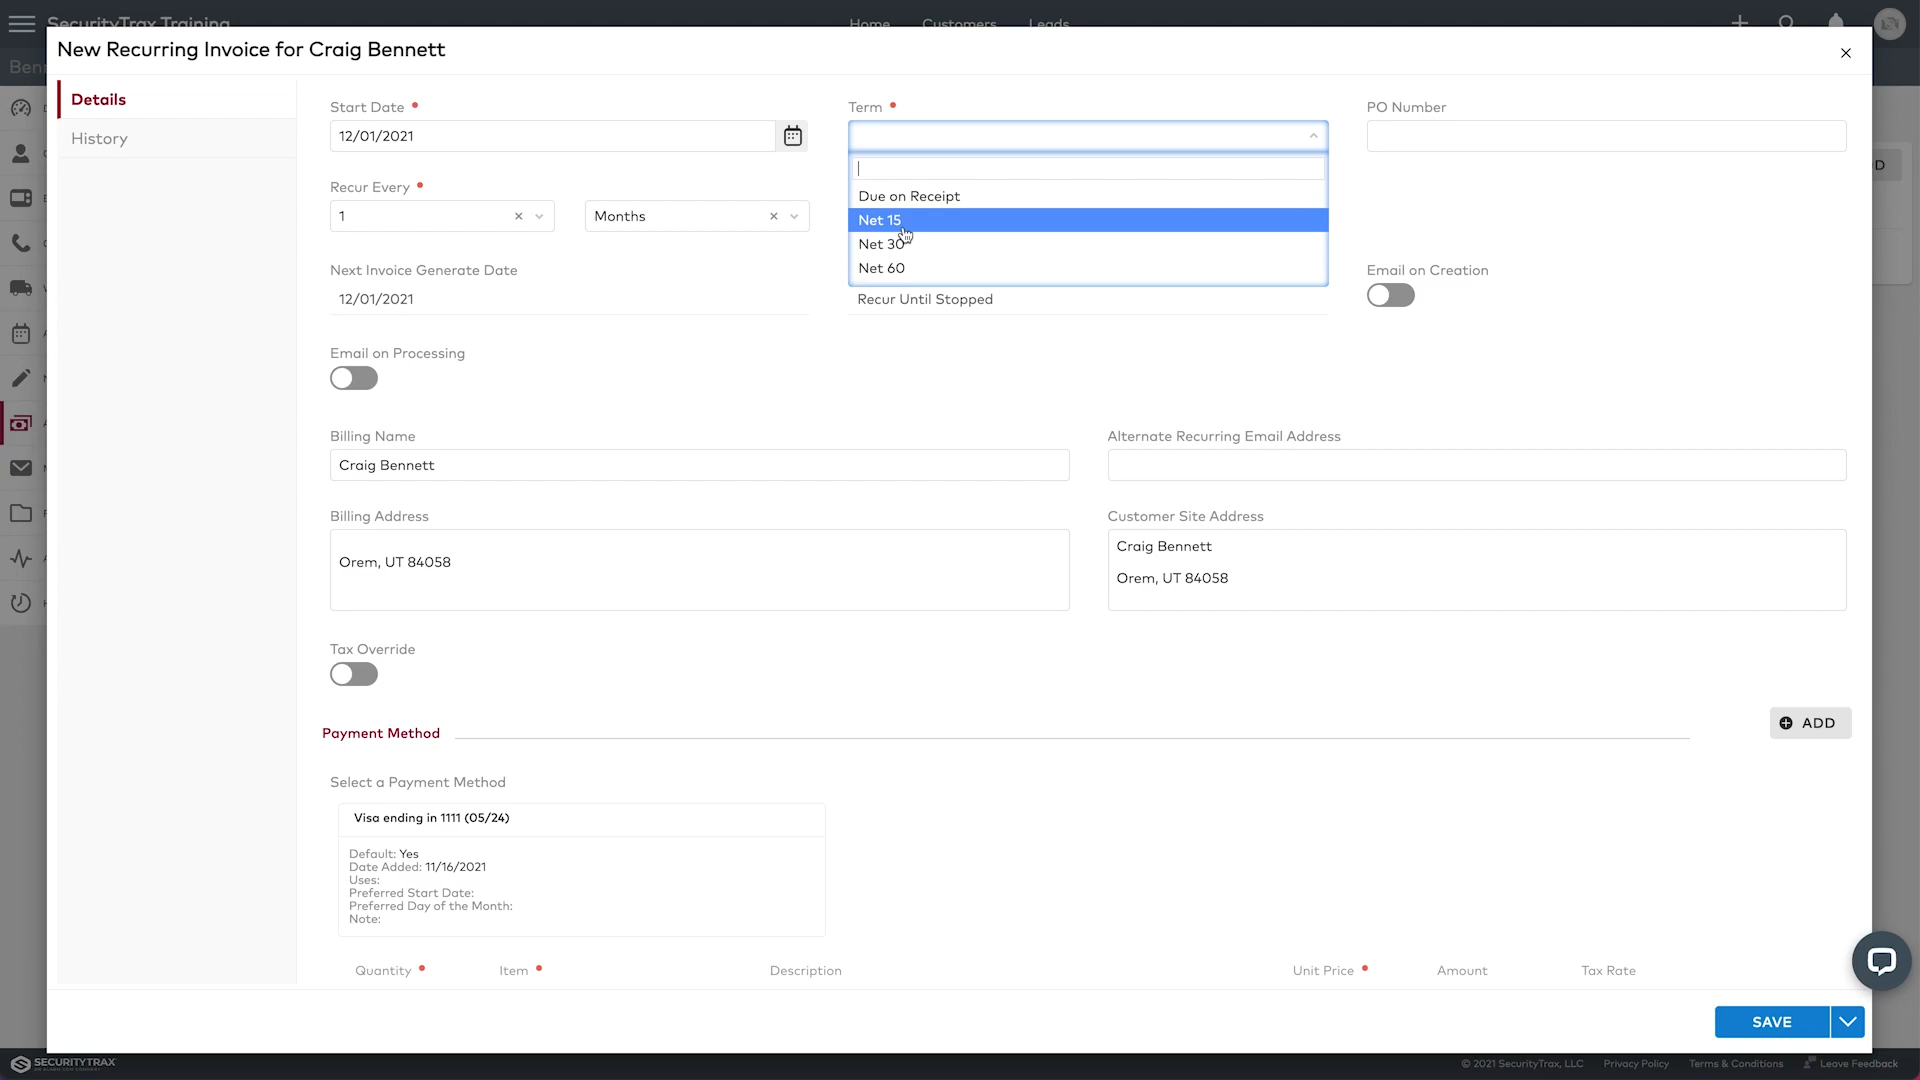 SecurityTrax Training
Home
Customers
Leads
New Recurring Invoice for Craig Bennett
Details
History
Start Date
12/01/2021
Term
PO Number
Due on Receipt
Net 15
Net 30
Net 60
Recur Every
1
Months
Next Invoice Generate Date
12/01/2021
Recur Until Stopped
Email on Creation
Email on Processing
Billing Name
Craig Bennett
Alternate Recurring Email Address
Billing Address
Orem, UT 84058
Customer Site Address
Craig Bennett
Orem, UT 84058
Tax Override
Payment Method
ADD
Select a Payment Method
Visa ending in 1111 (05/24)
Default: Yes
Date Added: 11/16/2021
Uses:
Preferred Start Date:
Preferred Day of the Month:
Note:
Quantity
Item
Description
Unit Price
Amount
Tax Rate
SAVE
SECURITYTRAX
© 2021 SecurityTrax, LLC
Privacy Policy
Terms & Conditions
Leave Feedback